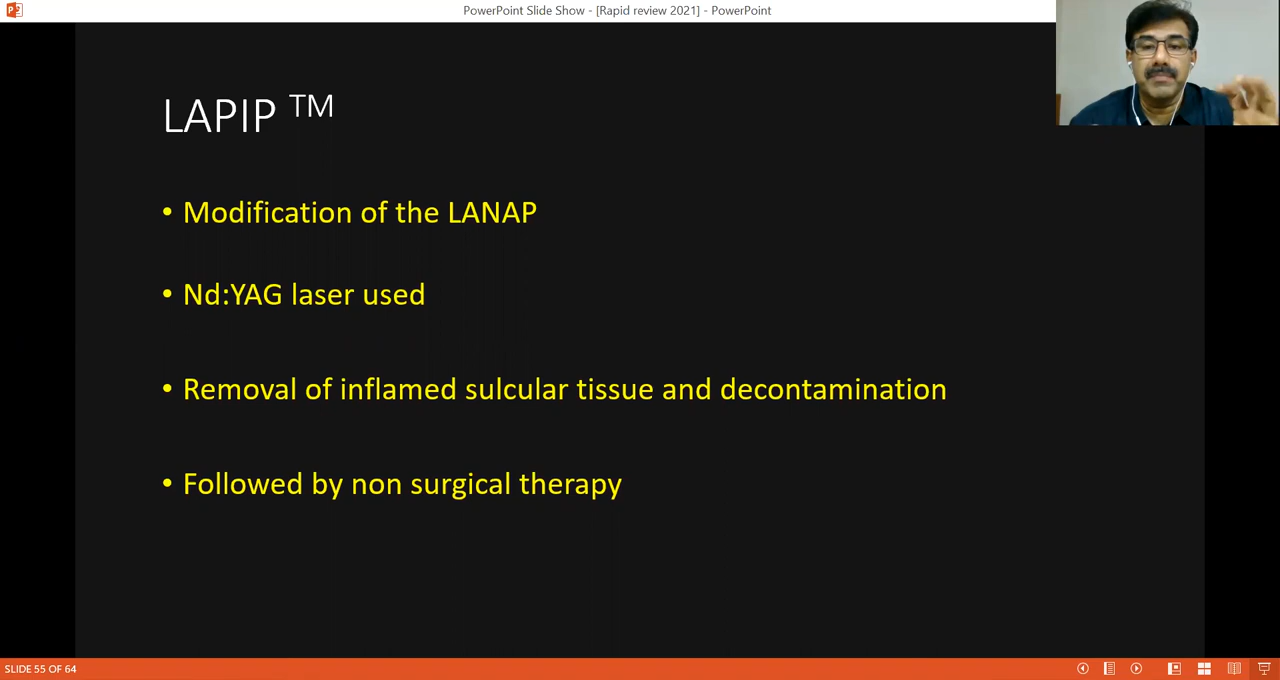 PowerPoint Slide Show - [Rapid review 2021] - PowerPoint
LAPIP TM
• Modification of the LANAP
• Nd:YAG laser used
• Removal of inflamed sulcular tissue and decontamination
• Followed by non surgical therapy
SLIDE 55 OF 64